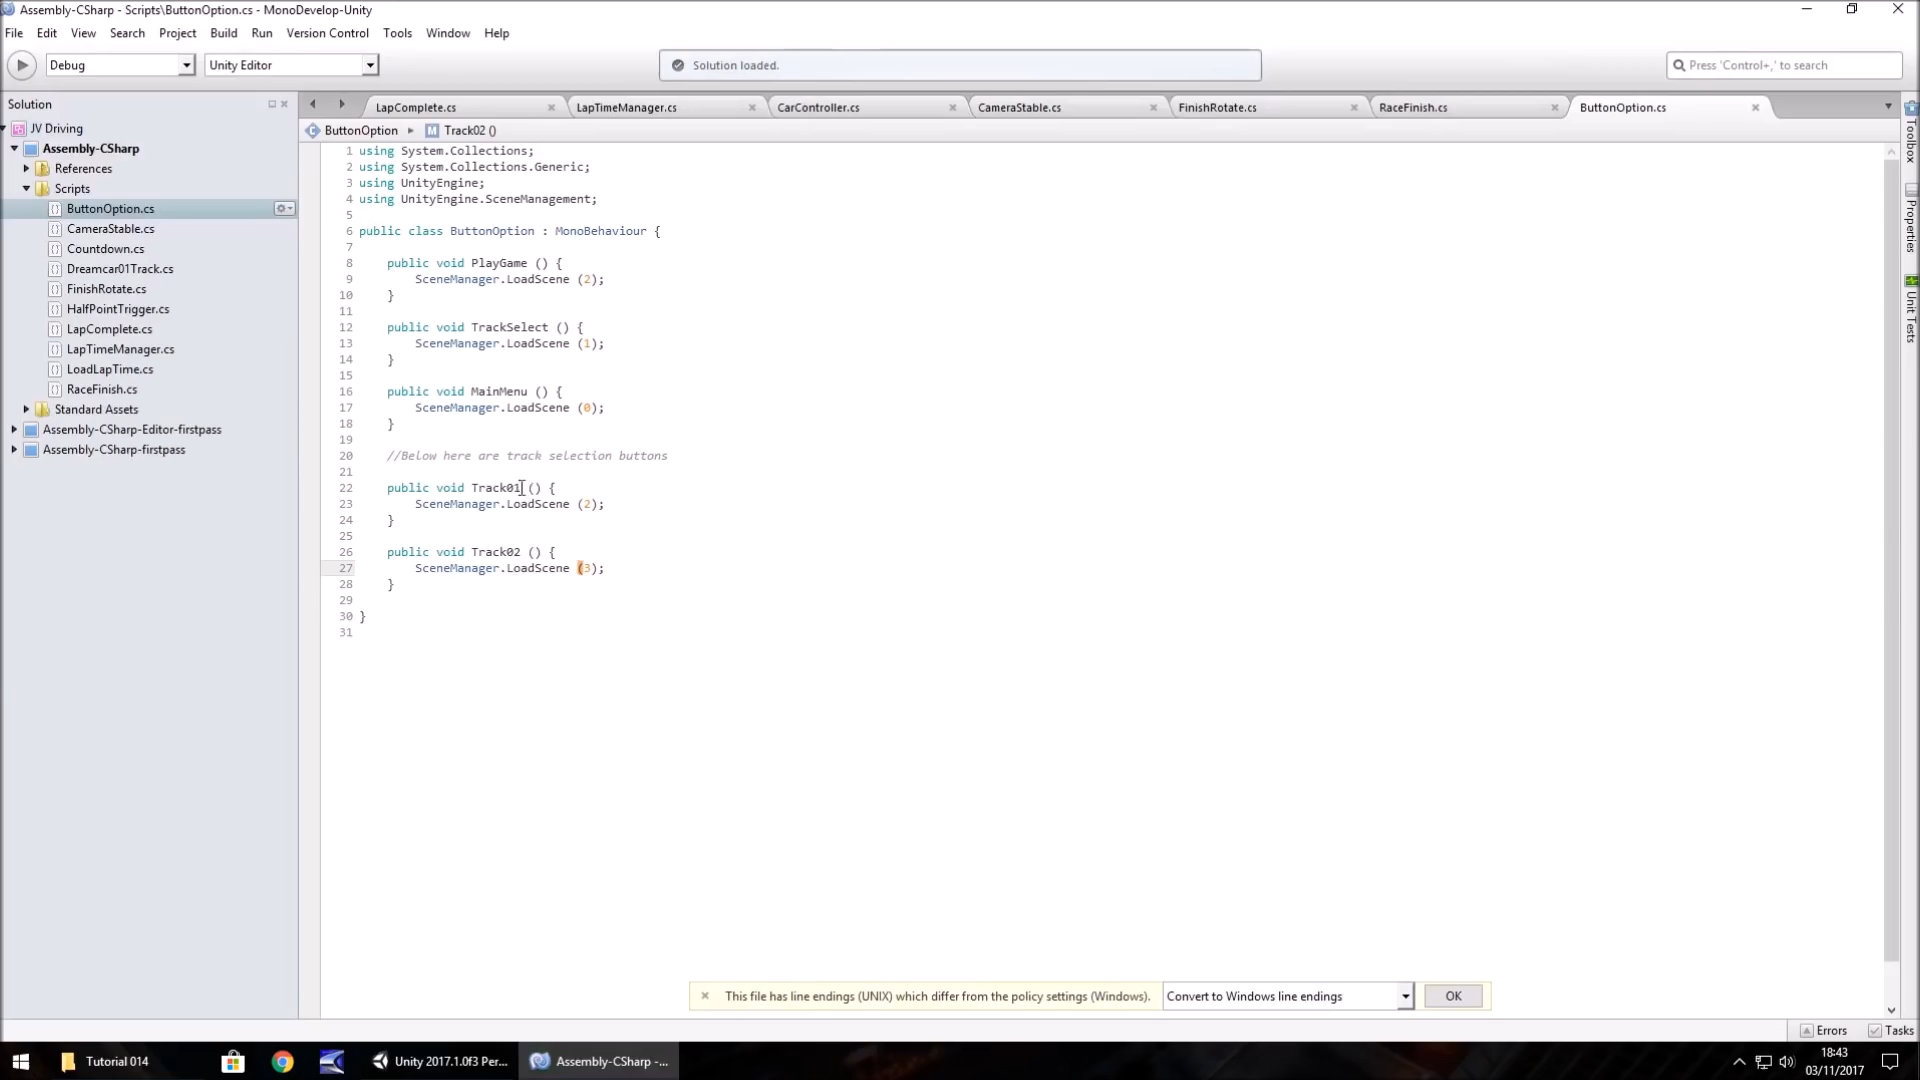 Assembly-CSharp - Scripts\ButtonOption.cs - MonoDevelop-Unity
File Edit View Search Project Build Run Version Control Tools Window Help
Debug Unity Editor Solution loaded. Press 'Control+,' to search
Solution LapComplete.cs LapTimeManager.cs CarController.cs CameraStable.cs FinishRotate.cs RaceFinish.cs ButtonOption.cs
ButtonOption Track02 ()
JV Driving
Assembly-CSharp
References
Scripts
ButtonOption.cs
CameraStable.cs
Countdown.cs
Dreamcar01Track.cs
FinishRotate.cs
HalfPointTrigger.cs
LapComplete.cs
LapTimeManager.cs
LoadLapTime.cs
RaceFinish.cs
Standard Assets
Assembly-CSharp-Editor-firstpass
Assembly-CSharp-firstpass
1 using System.Collections;
2 using System.Collections.Generic;
3 using UnityEngine;
4 using UnityEngine.SceneManagement;
5
6 public class ButtonOption : MonoBehaviour {
7
8 public void PlayGame () {
9 SceneManager.LoadScene (2);
10 }
11
12 public void TrackSelect () {
13 SceneManager.LoadScene (1);
14 }
15
16 public void MainMenu () {
17 SceneManager.LoadScene (0);
18 }
19
20 //Below here are track selection buttons
21
22 public void Track01 () {
23 SceneManager.LoadScene (2);
24 }
25
26 public void Track02 () {
27 SceneManager.LoadScene (3);
28 }
29
30 }
31
Toolbox
Properties
Unit Tests
This file has line endings (UNIX) which differ from the policy settings (Windows). Convert to Windows line endings OK
Errors Tasks
Tutorial 014 Unity 2017.1.0f3 Per... Assembly-CSharp -...
18:43
03/11/2017